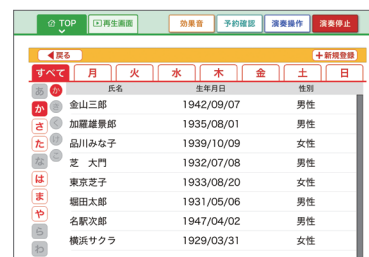 TOP 再生画面 効果音 予約確認 演奏操作 演奏停止
戻る 新規登録
すべて 月 火 水 木 金 土 日
あ か 氏名 生年月日 性別
か き 金山三郎 1942/09/07 男性
さ く 加羅雄景郎 1935/08/01 男性
た け 品川みな子 1939/10/09 女性
な こ 芝 大門 1932/07/08 男性
は 東京芝子 1933/08/20 女性
ま 堀田太郎 1931/05/06 男性
や 名駅次郎 1947/04/02 男性
ら 横浜サクラ 1929/03/31 女性
わ